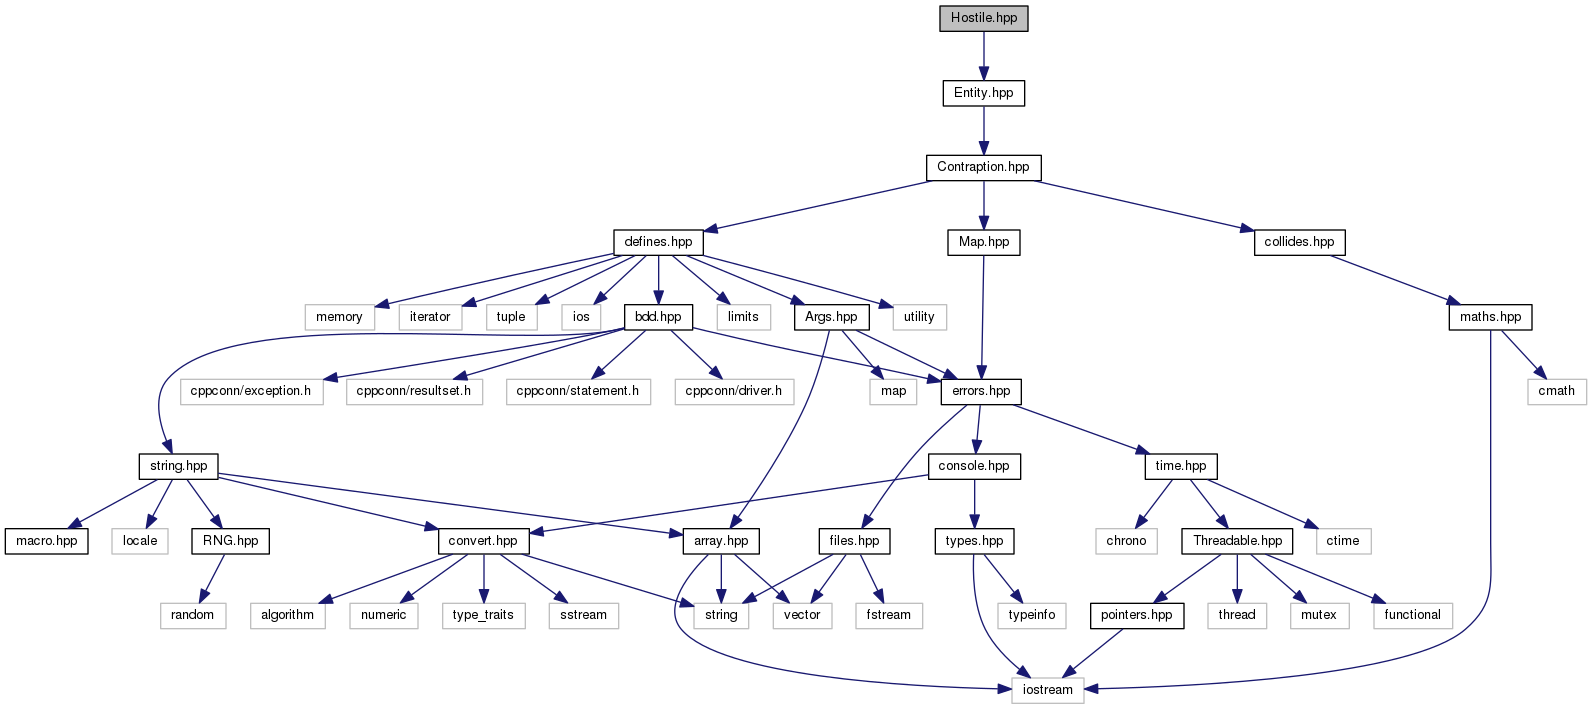 Hostile.hpp
Entity.hpp
Contraption.hpp
defines.hpp
Map.hpp
collides.hpp
memory
iterator
tuple
ios
bdd.hpp
limits
Args.hpp
utility
maths.hpp
cppconn/exception.h
cppconn/resultset.h
cppconn/statement.h
cppconn/driver.h
map
errors.hpp
cmath
string.hpp
console.hpp
time.hpp
macro.hpp
locale
RNG.hpp
convert.hpp
array.hpp
files.hpp
types.hpp
chrono
Threadable.hpp
ctime
random
algorithm
numeric
type_traits
sstream
string
vector
fstream
typeinfo
pointers.hpp
thread
mutex
functional
iostream